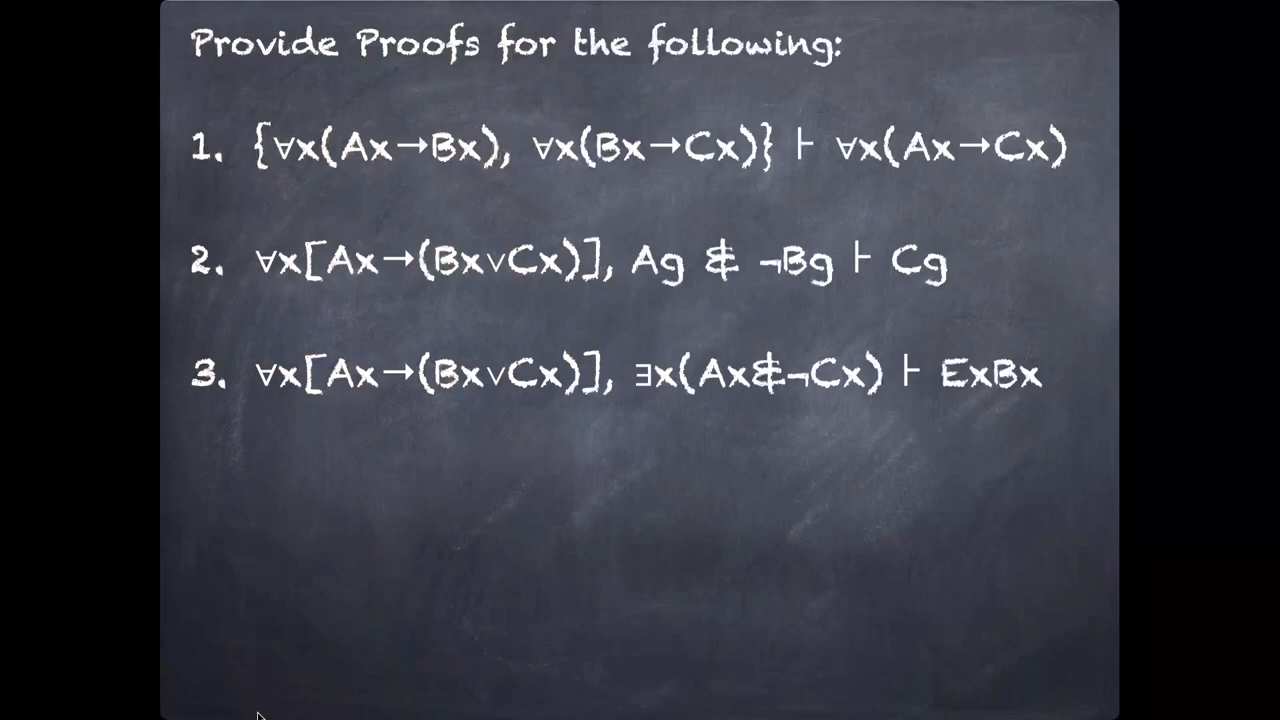 Provide Proofs for the following:
1. {∀x(Ax→Bx), ∀x(Bx→Cx)} ⊢ ∀x(Ax→Cx)
2. ∀x[Ax→(Bx∨Cx)], Ag & ¬Bg ⊢ Cg
3. ∀x[Ax→(Bx∨Cx)], ∃x(Ax&¬Cx) ⊢ ExBx